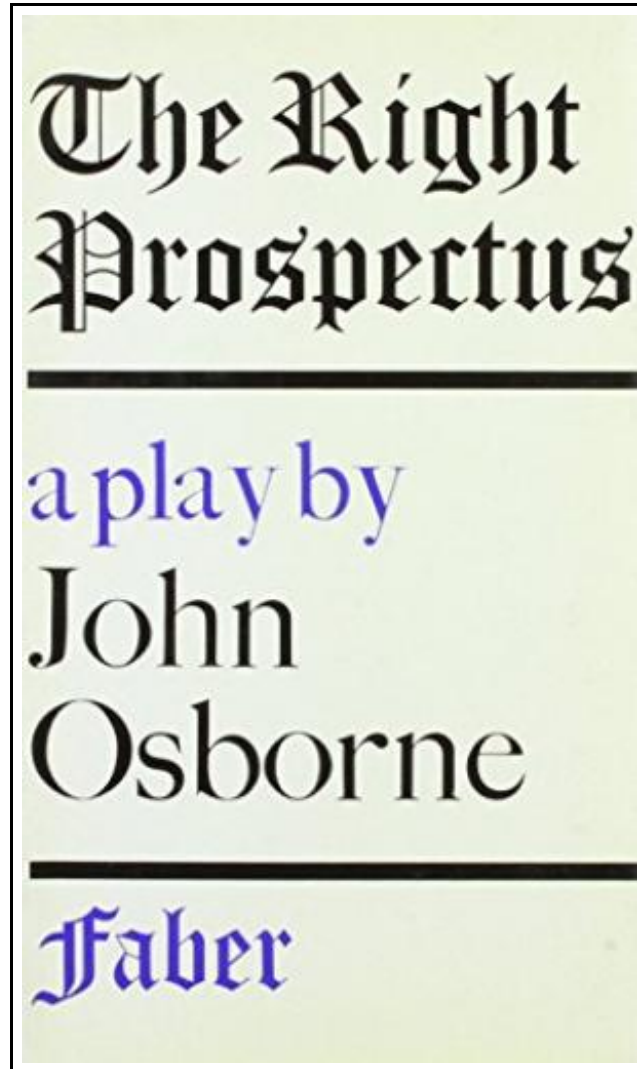 The Right
Prospectus
a play by
John
Osborne
Faber